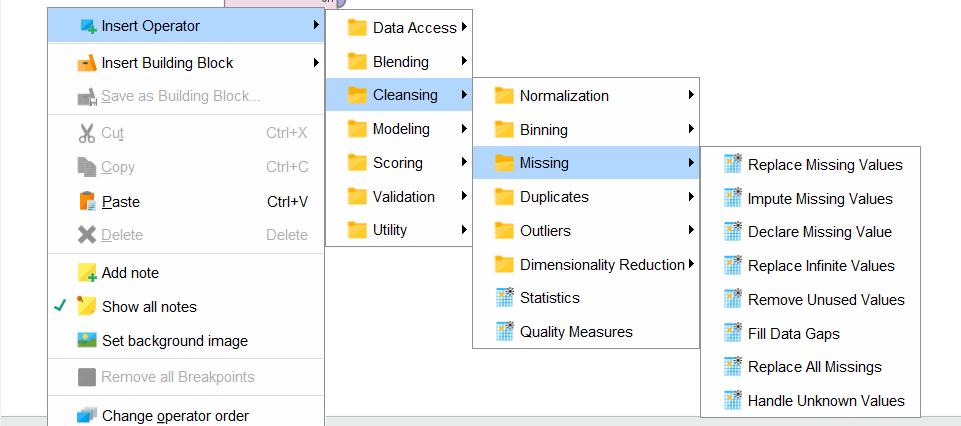 Insert Operator
Insert Building Block
Save as Building Block...
Cut Ctrl+X
Copy Ctrl+C
Paste Ctrl+V
Delete Delete
Add note
Show all notes
Set background image
Remove all Breakpoints
Change operator order
Data Access
Blending
Cleansing
Modeling
Scoring
Validation
Utility
Normalization
Binning
Missing
Duplicates
Outliers
Dimensionality Reduction
Statistics
Quality Measures
Replace Missing Values
Impute Missing Values
Declare Missing Value
Replace Infinite Values
Remove Unused Values
Fill Data Gaps
Replace All Missings
Handle Unknown Values